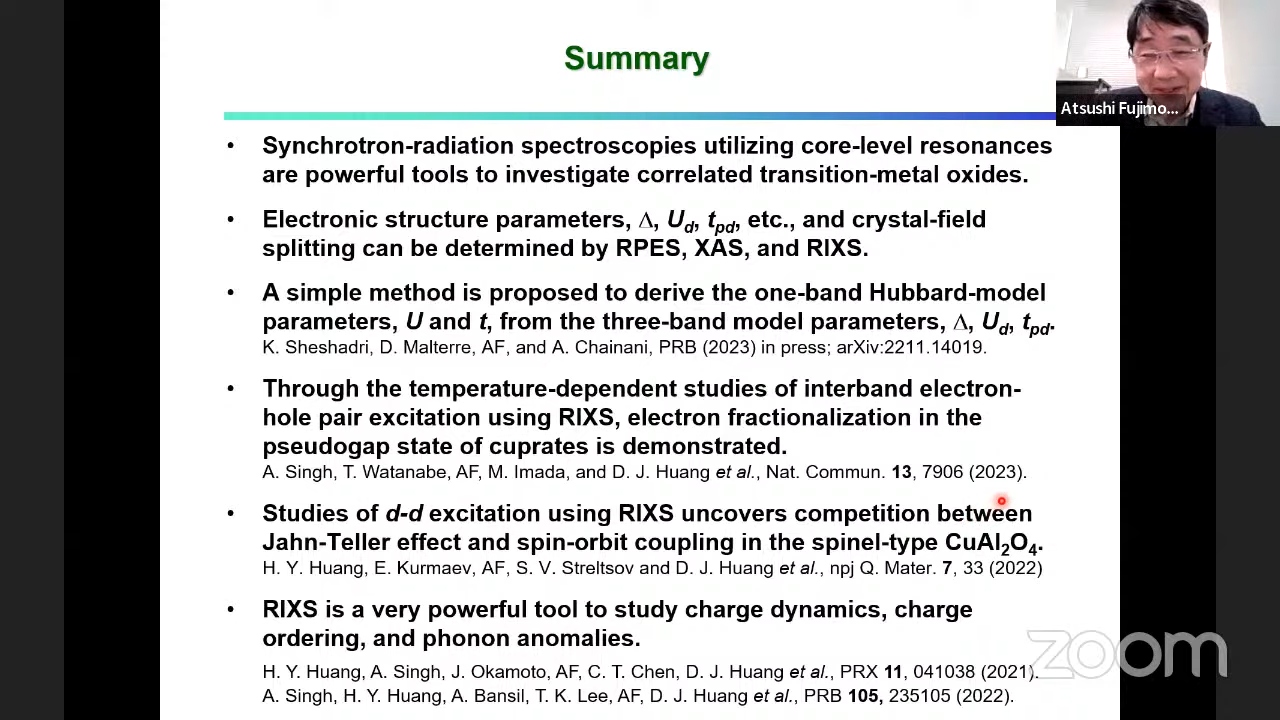 Summary
Atsushi Fujimo...
• Synchrotron-radiation spectroscopies utilizing core-level resonances
are powerful tools to investigate correlated transition-metal oxides.
• Electronic structure parameters, Δ, U_d, t_pd, etc., and crystal-field
splitting can be determined by RPES, XAS, and RIXS.
• A simple method is proposed to derive the one-band Hubbard-model
parameters, U and t, from the three-band model parameters, Δ, U_d, t_pd.
K. Sheshadri, D. Malterre, AF, and A. Chainani, PRB (2023) in press; arXiv:2211.14019.
• Through the temperature-dependent studies of interband electron-
hole pair excitation using RIXS, electron fractionalization in the
pseudogap state of cuprates is demonstrated.
A. Singh, T. Watanabe, AF, M. Imada, and D. J. Huang et al., Nat. Commun. 13, 7906 (2023).
• Studies of d-d excitation using RIXS uncovers competition between
Jahn-Teller effect and spin-orbit coupling in the spinel-type CuAl₂O₄.
H. Y. Huang, E. Kurmaev, AF, S. V. Streltsov and D. J. Huang et al., npj Q. Mater. 7, 33 (2022)
• RIXS is a very powerful tool to study charge dynamics, charge
ordering, and phonon anomalies.
H. Y. Huang, A. Singh, J. Okamoto, AF, C. T. Chen, D. J. Huang et al., PRX 11, 041038 (2021).
A. Singh, H. Y. Huang, A. Bansil, T. K. Lee, AF, D. J. Huang et al., PRB 105, 235105 (2022).
zoom